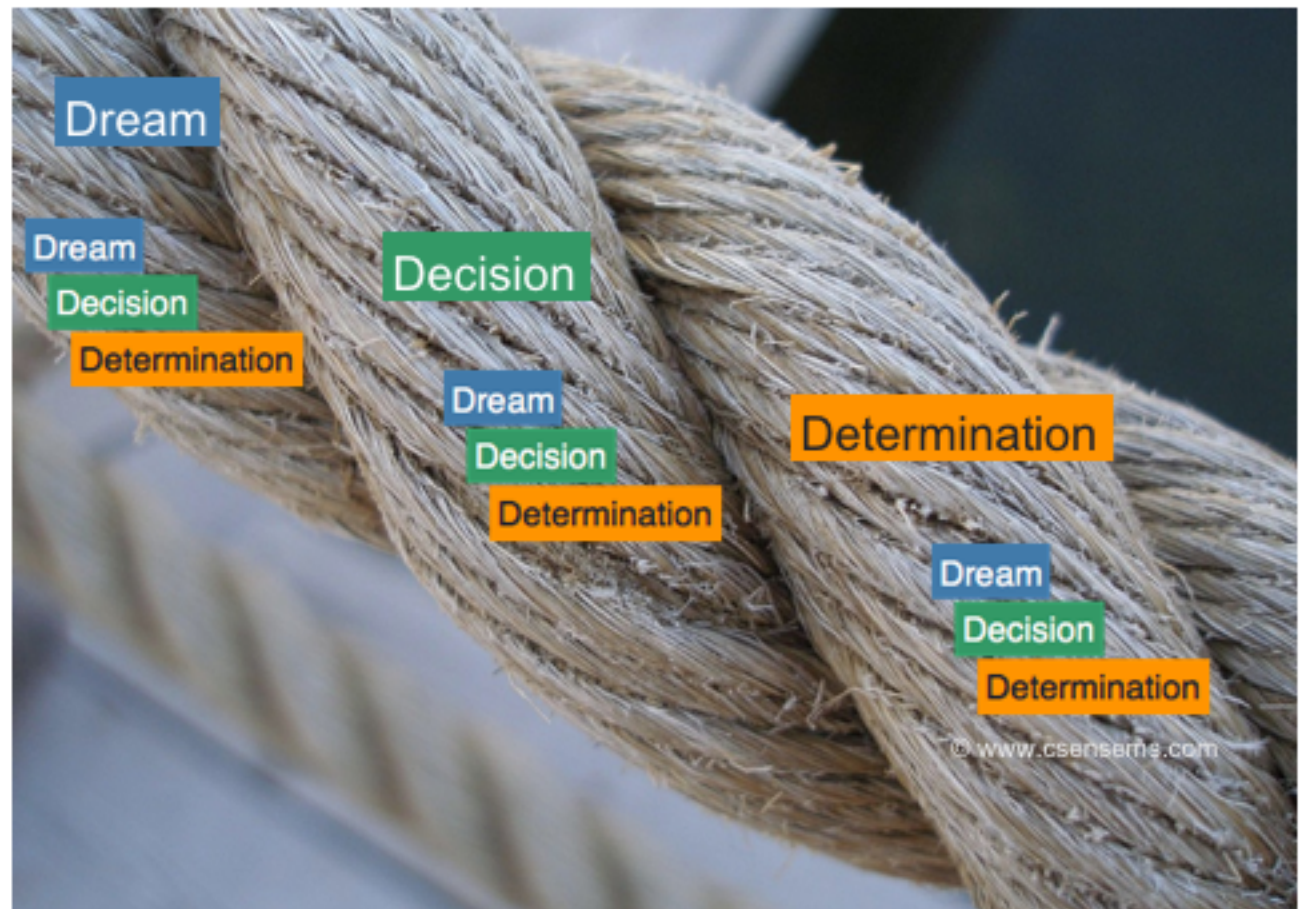 Dream
Dream
Decision
Determination
Decision
Dream
Decision
Determination
Determination
Dream
Decision
Determination
© www.csensems.com